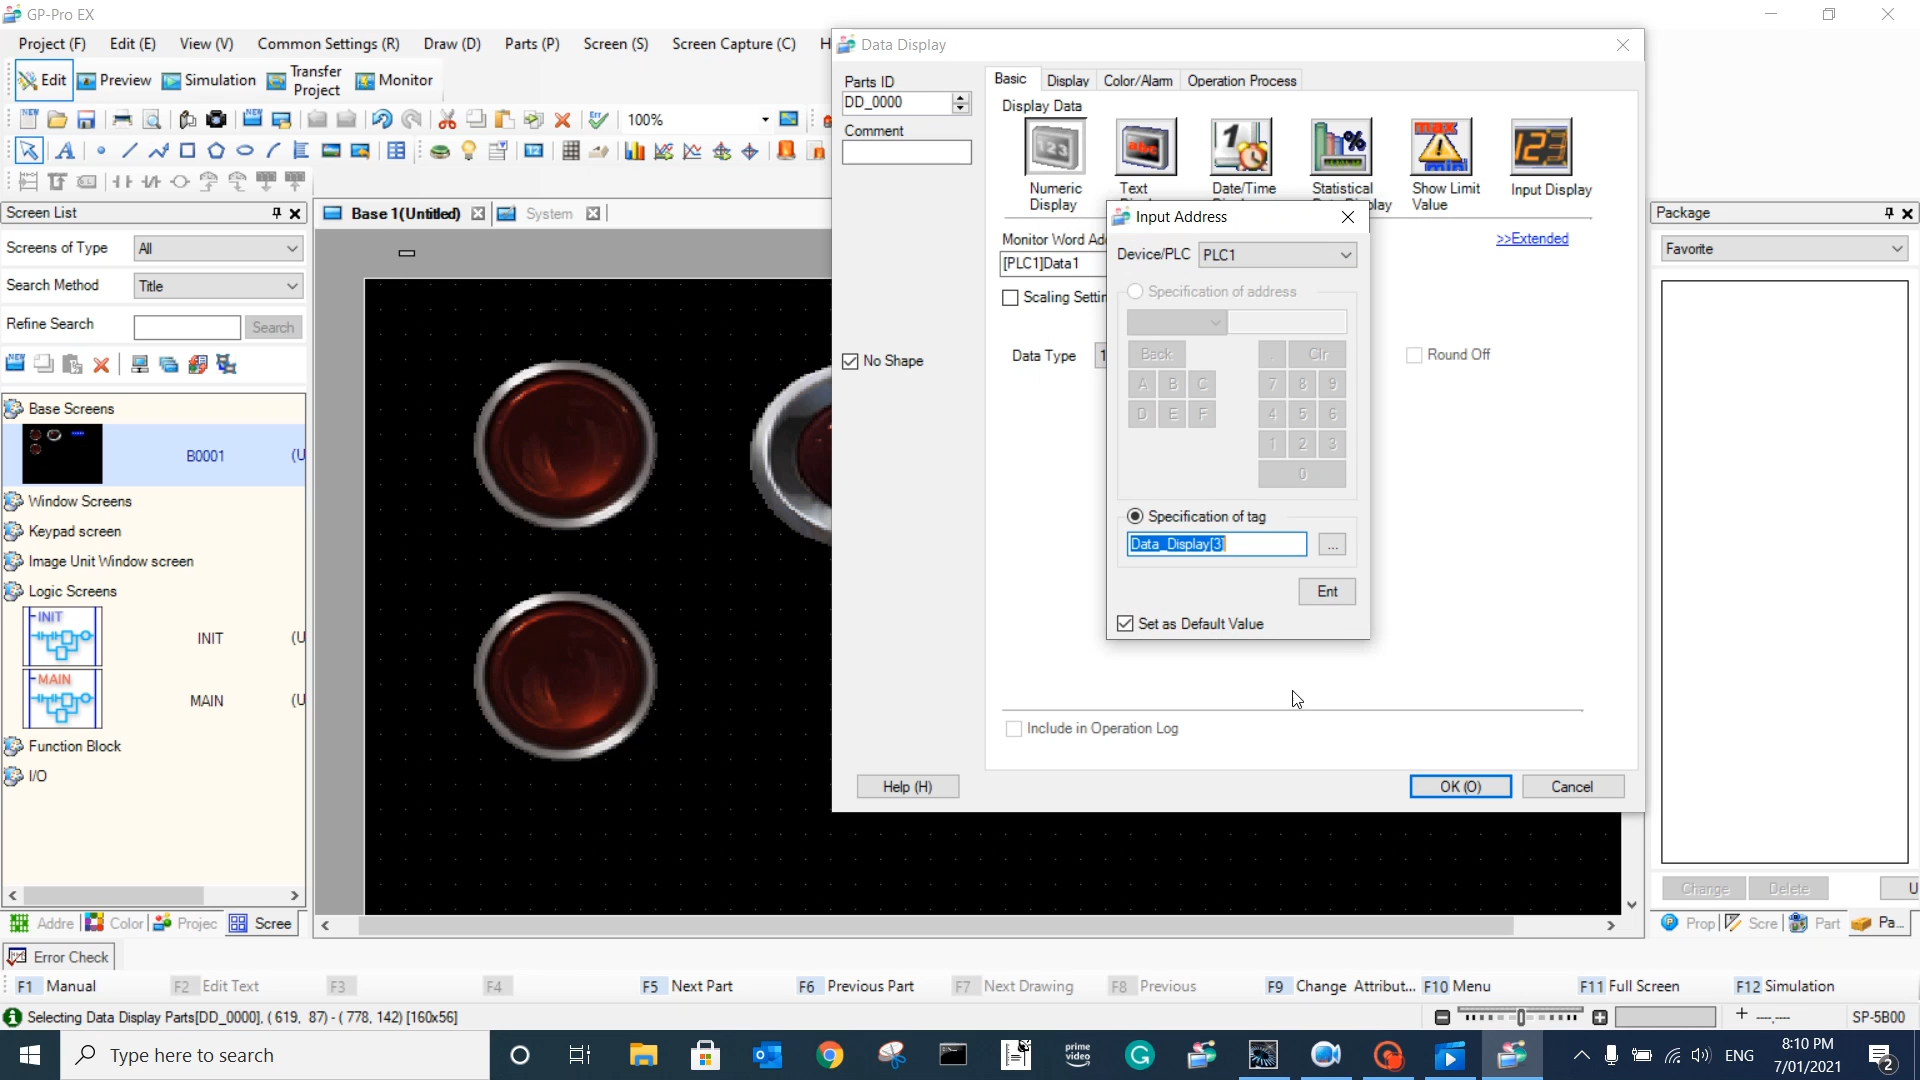 GP-Pro EX
Project (F) Edit (E) View (V) Common Settings (R) Draw (D) Parts (P) Screen (S) Screen Capture (C) H
Edit Preview Simulation Transfer Project Monitor
100%
Screen List
Screens of Type All
Search Method Title
Refine Search Search
Base Screens
B0001 (U
Window Screens
Keypad screen
Image Unit Window screen
Logic Screens
INIT INIT (U
MAIN MAIN (U
Function Block
I/O
Addre Color Projec Scree
Base 1(Untitled) System
Data Display
Parts ID
DD_0000
Comment
No Shape
Basic Display Color/Alarm Operation Process
Display Data
Numeric Display
Text
Date/Time
Statistical
Show Limit Value
Input Display
Monitor Word Add
[PLC1]Data1
>>Extended
Scaling Settin
Data Type 1
Round Off
Include in Operation Log
Help (H) OK (O) Cancel
Input Address
Device/PLC PLC1
Specification of address
Back . Clr
A B C 7 8 9
D E F 4 5 6
1 2 3
0
Specification of tag
Data_Display[3]
...
Ent
Set as Default Value
Package
Favorite
Change Delete U
Prop Scre Part Pa...
Error Check
F1 Manual F2 Edit Text F3 F4 F5 Next Part F6 Previous Part F7 Next Drawing F8 Previous F9 Change Attribut... F10 Menu F11 Full Screen F12 Simulation
Selecting Data Display Parts[DD_0000], ( 619, 87) - ( 778, 142) [160x56]
SP-5B00
Type here to search
prime video
ENG
8:10 PM
7/01/2021
2